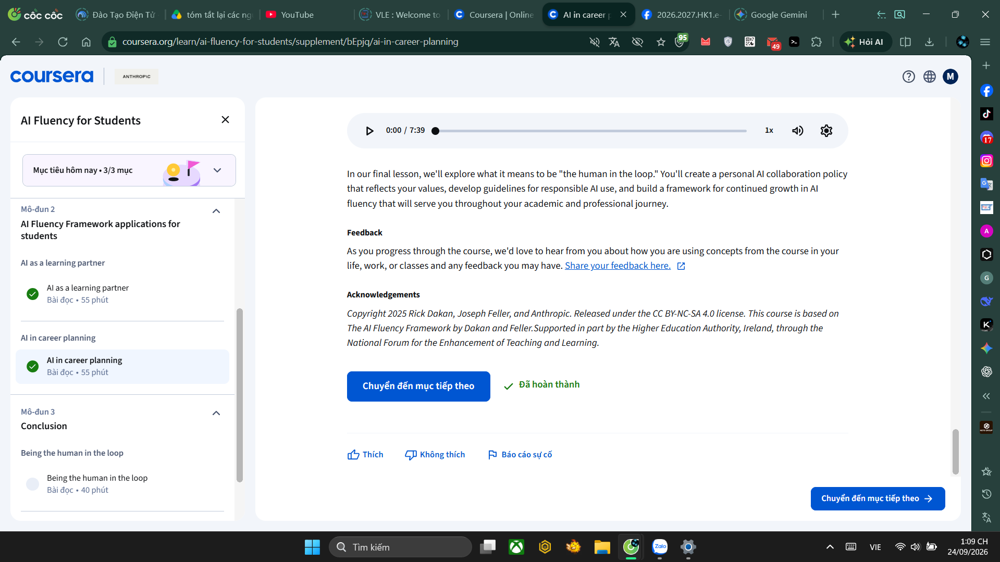 cốc cốc
Đào Tạo Điện Tử
tóm tắt lại các ng
YouTube
VLE : Welcome to
Coursera | Online
AI in career p
2026.2027.HK1.e-
Google Gemini
coursera.org/learn/ai-fluency-for-students/supplement/bEpjq/ai-in-career-planning
95
49
Hỏi AI
coursera
ANTHROP\C
M
AI Fluency for Students
Mục tiêu hôm nay • 3/3 mục
Mô-đun 2
AI Fluency Framework applications for
students
AI as a learning partner
AI as a learning partner
Bài đọc • 55 phút
AI in career planning
AI in career planning
Bài đọc • 55 phút
Mô-đun 3
Conclusion
Being the human in the loop
Being the human in the loop
Bài đọc • 40 phút
0:00 / 7:39
1x
In our final lesson, we'll explore what it means to be "the human in the loop." You'll create a personal AI collaboration policy
that reflects your values, develop guidelines for responsible AI use, and build a framework for continued growth in AI
fluency that will serve you throughout your academic and professional journey.
Feedback
As you progress through the course, we'd love to hear from you about how you are using concepts from the course in your
life, work, or classes and any feedback you may have. Share your feedback here.
Acknowledgements
Copyright 2025 Rick Dakan, Joseph Feller, and Anthropic. Released under the CC BY-NC-SA 4.0 license. This course is based on
The AI Fluency Framework by Dakan and Feller.Supported in part by the Higher Education Authority, Ireland, through the
National Forum for the Enhancement of Teaching and Learning.
Chuyển đến mục tiếp theo
Đã hoàn thành
Thích
Không thích
Báo cáo sự cố
Chuyển đến mục tiếp theo
17
A
G
K
Tìm kiếm
Zalo
VIE
1:09 CH
24/09/2026